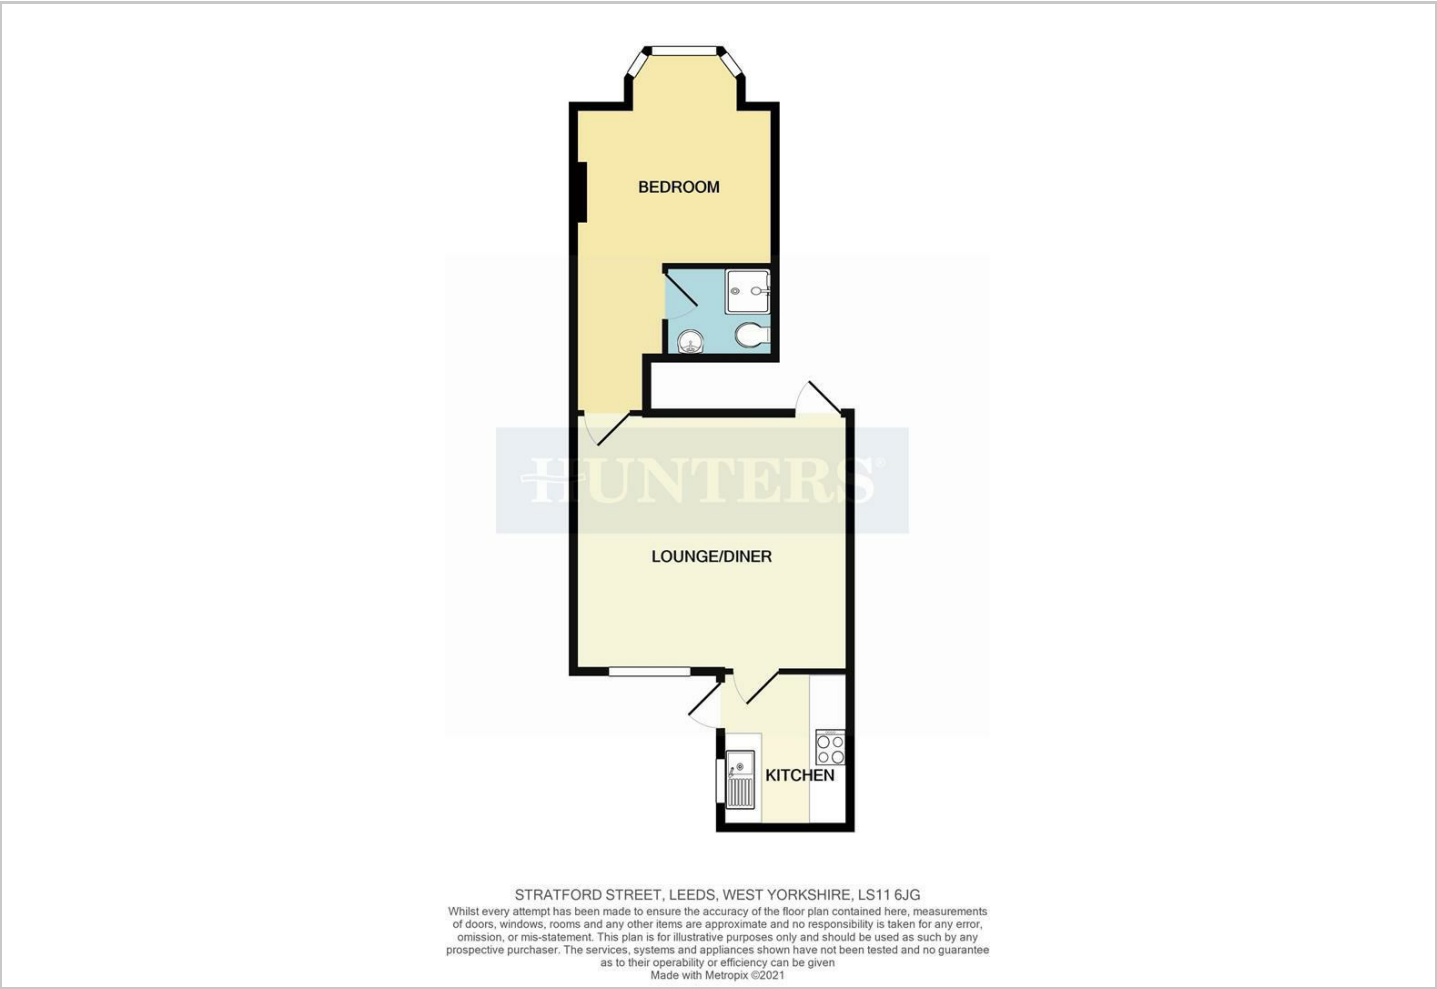 BEDROOM
HUNTERS®
LOUNGE/DINER
KITCHEN
STRATFORD STREET, LEEDS, WEST YORKSHIRE, LS11 6JG
Whilst every attempt has been made to ensure the accuracy of the floor plan contained here, measurements
of doors, windows, rooms and any other items are approximate and no responsibility is taken for any error,
omission, or mis-statement. This plan is for illustrative purposes only and should be used as such by any
prospective purchaser. The services, systems and appliances shown have not been tested and no guarantee
as to their operability or efficiency can be given
Made with Metropix ©2021